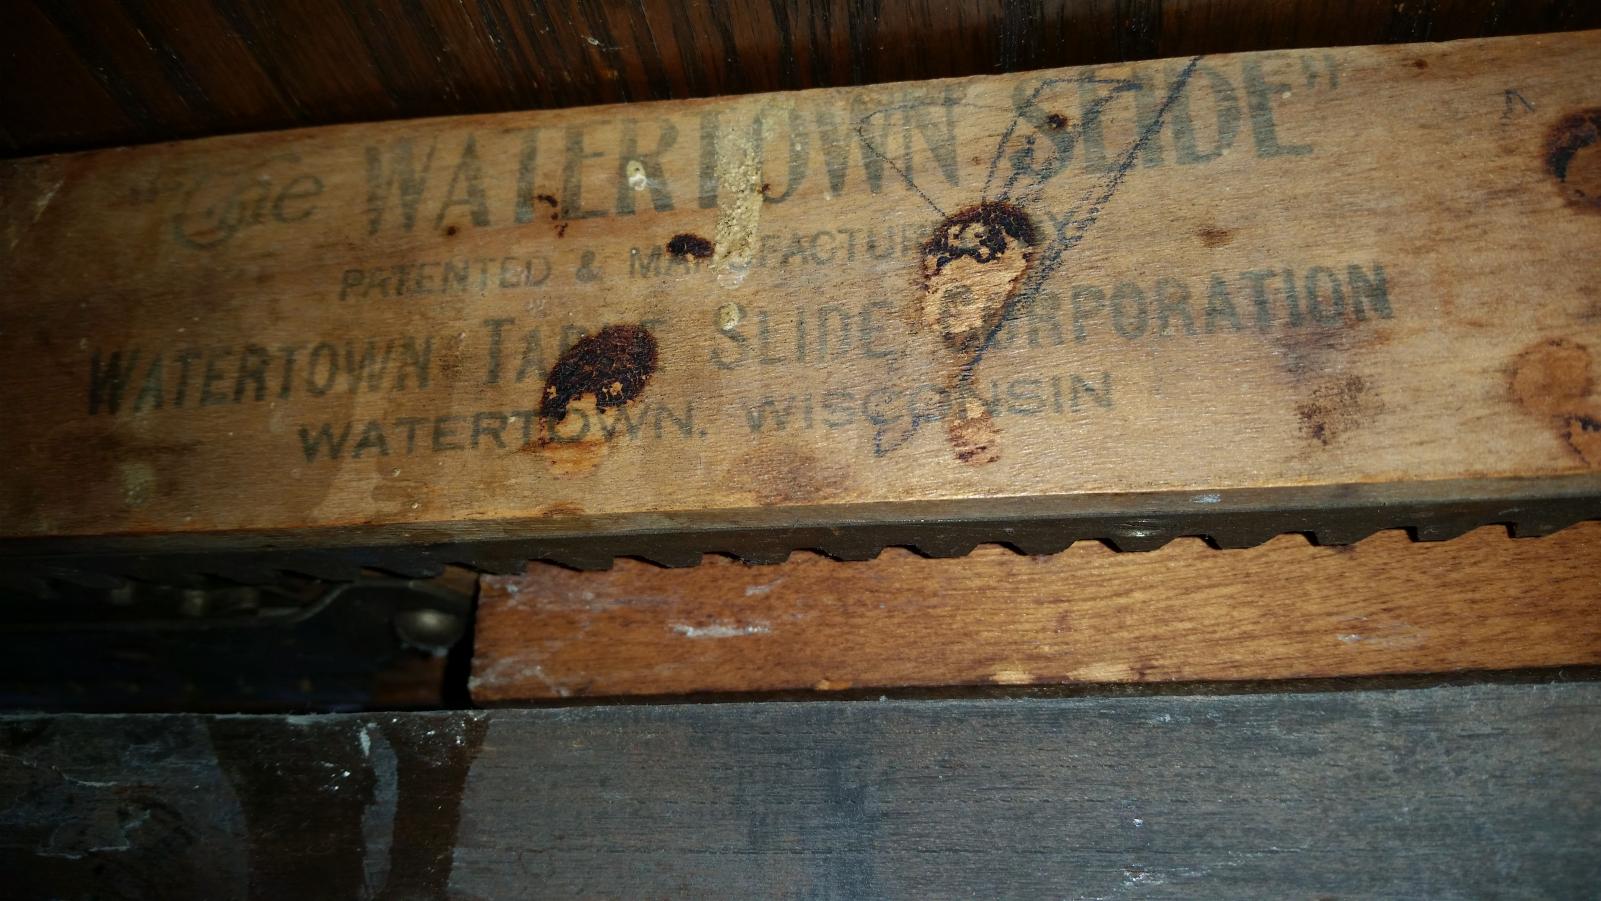 "The WATERTOWN SLIDE"
PATENTED & MANUFACTURED BY
WATERTOWN TABLE SLIDE CORPORATION
WATERTOWN, WISCONSIN